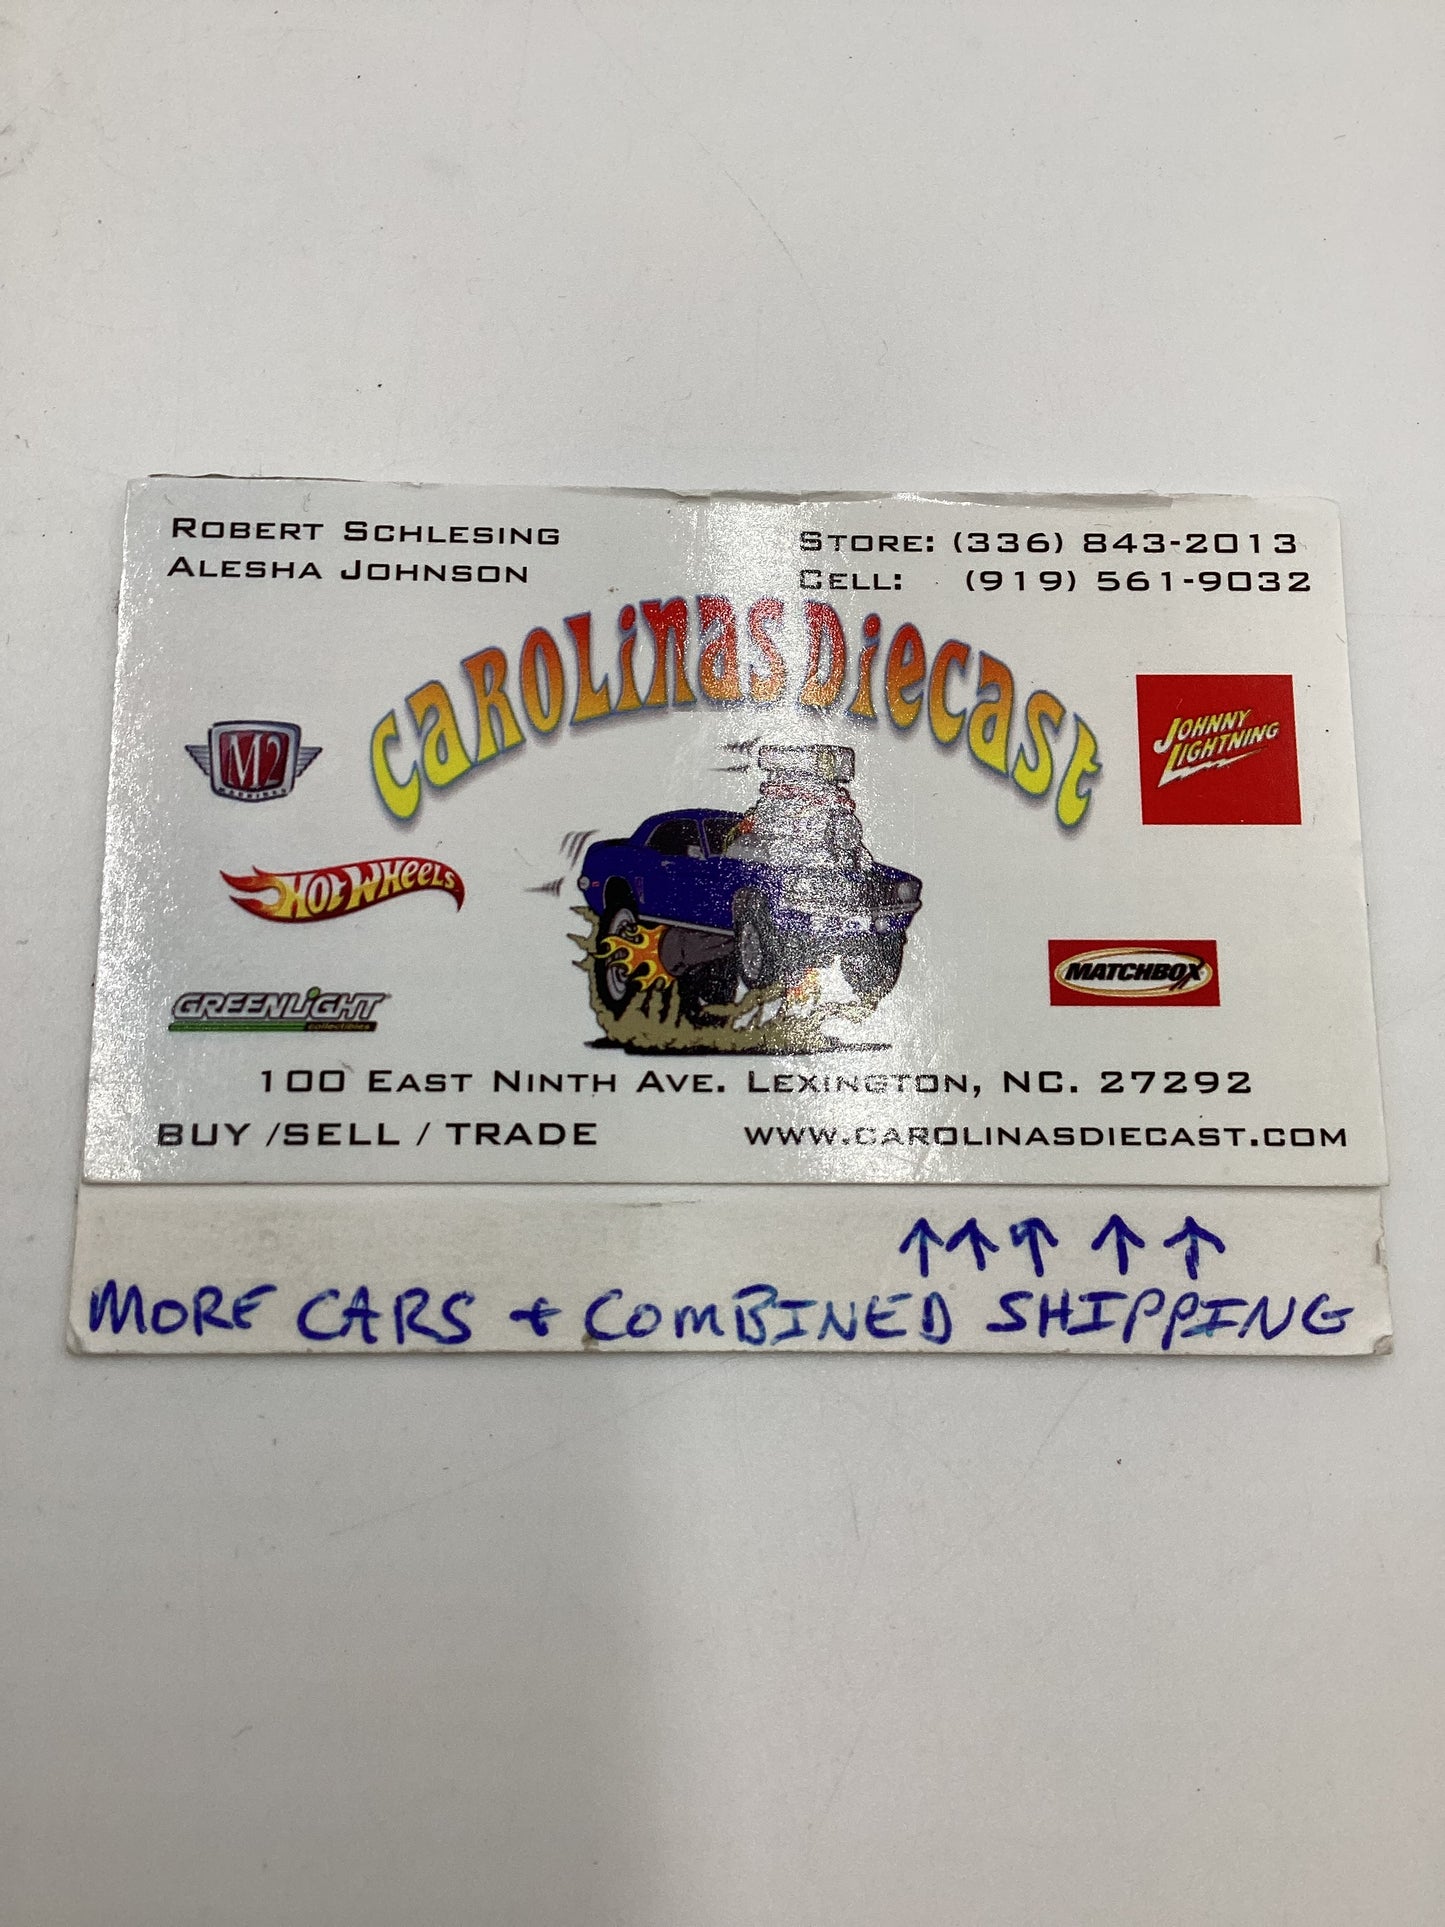 ROBERT SCHLESING
ALESHA JOHNSON
STORE: (336) 843-2013
CELL: (919) 561-9032
CAROLINAS DIECAST
M2
MACHINES
JOHNNY
LIGHTNING
HOT WHEELS
GREENLIGHT
collectibles
MATCHBOX
100 EAST NINTH AVE. LEXINGTON, NC. 27292
BUY /SELL / TRADE
WWW.CAROLINASDIECAST.COM
↑↑↑↑↑
MORE CARS + COMBINED SHIPPING